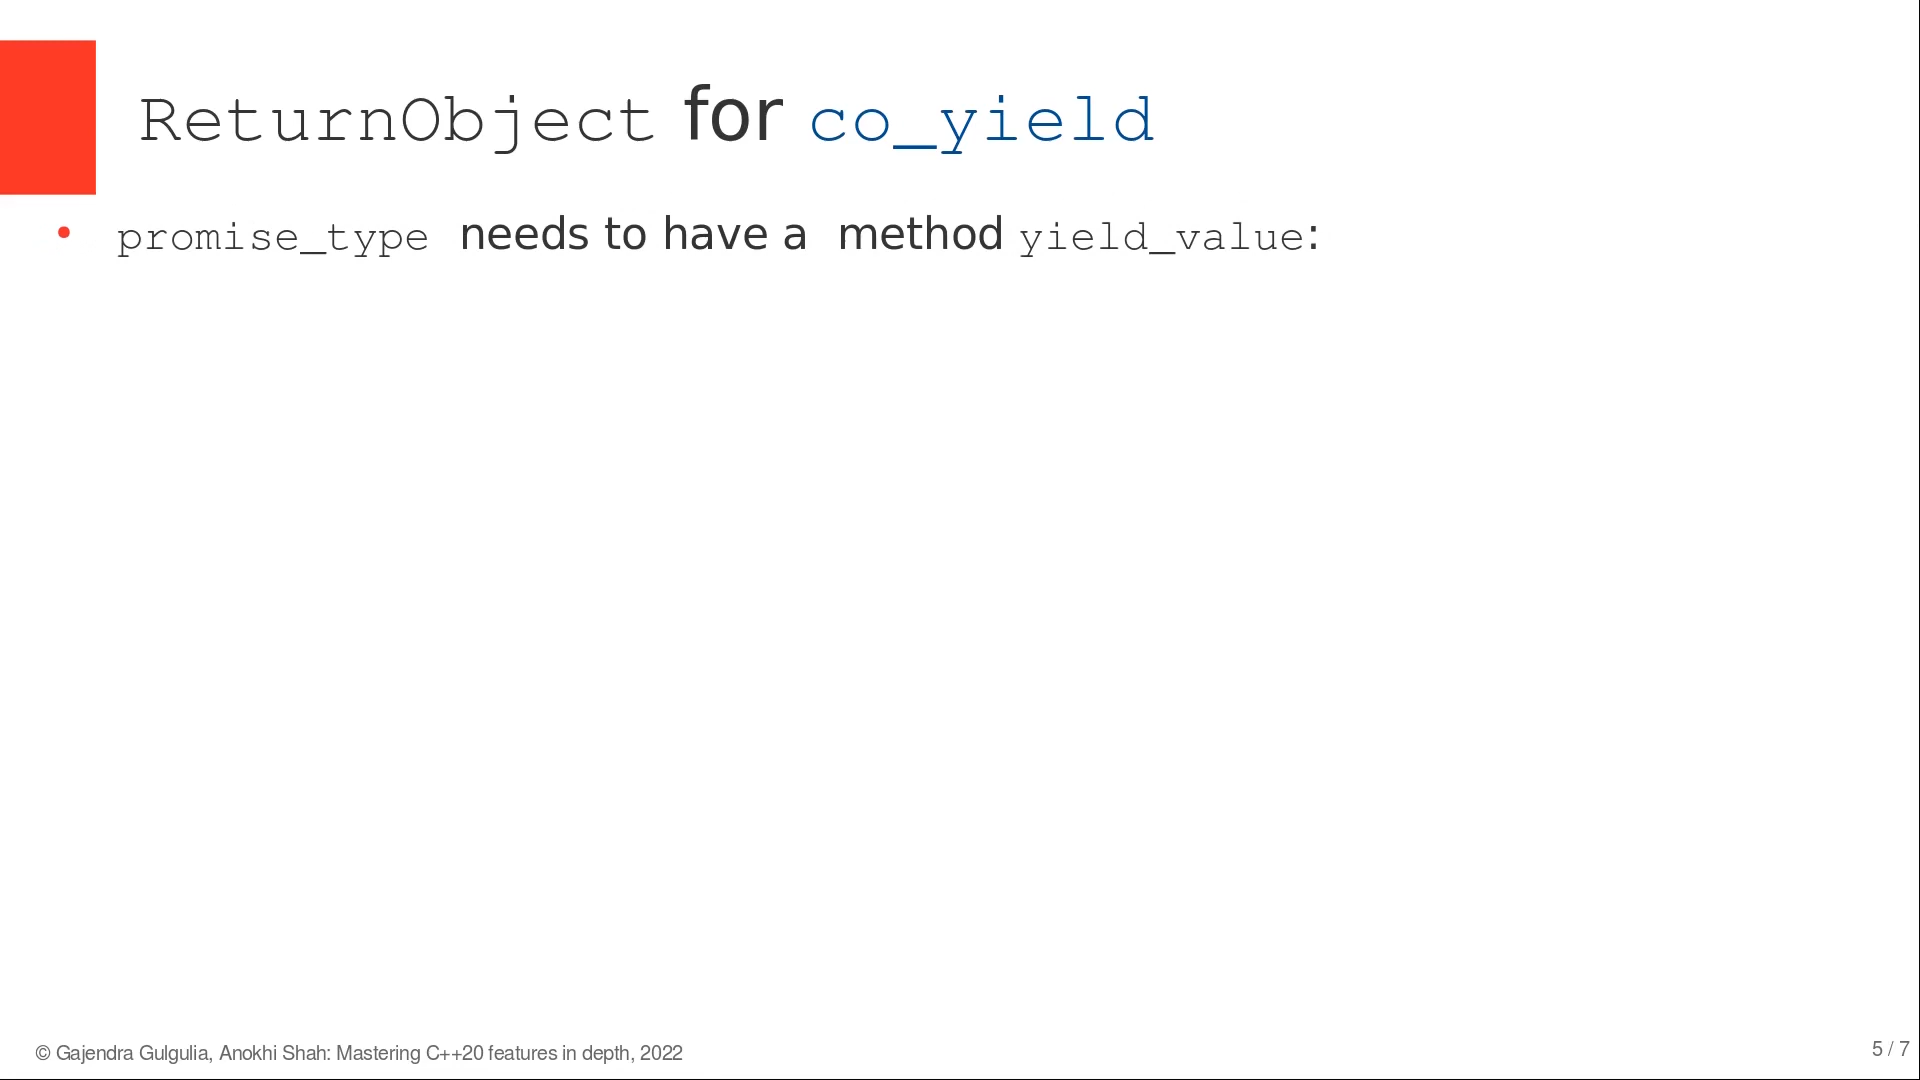 ReturnObject for co_yield
• promise_type needs to have a method yield_value:
© Gajendra Gulgulia, Anokhi Shah: Mastering C++20 features in depth, 2022
5 / 7